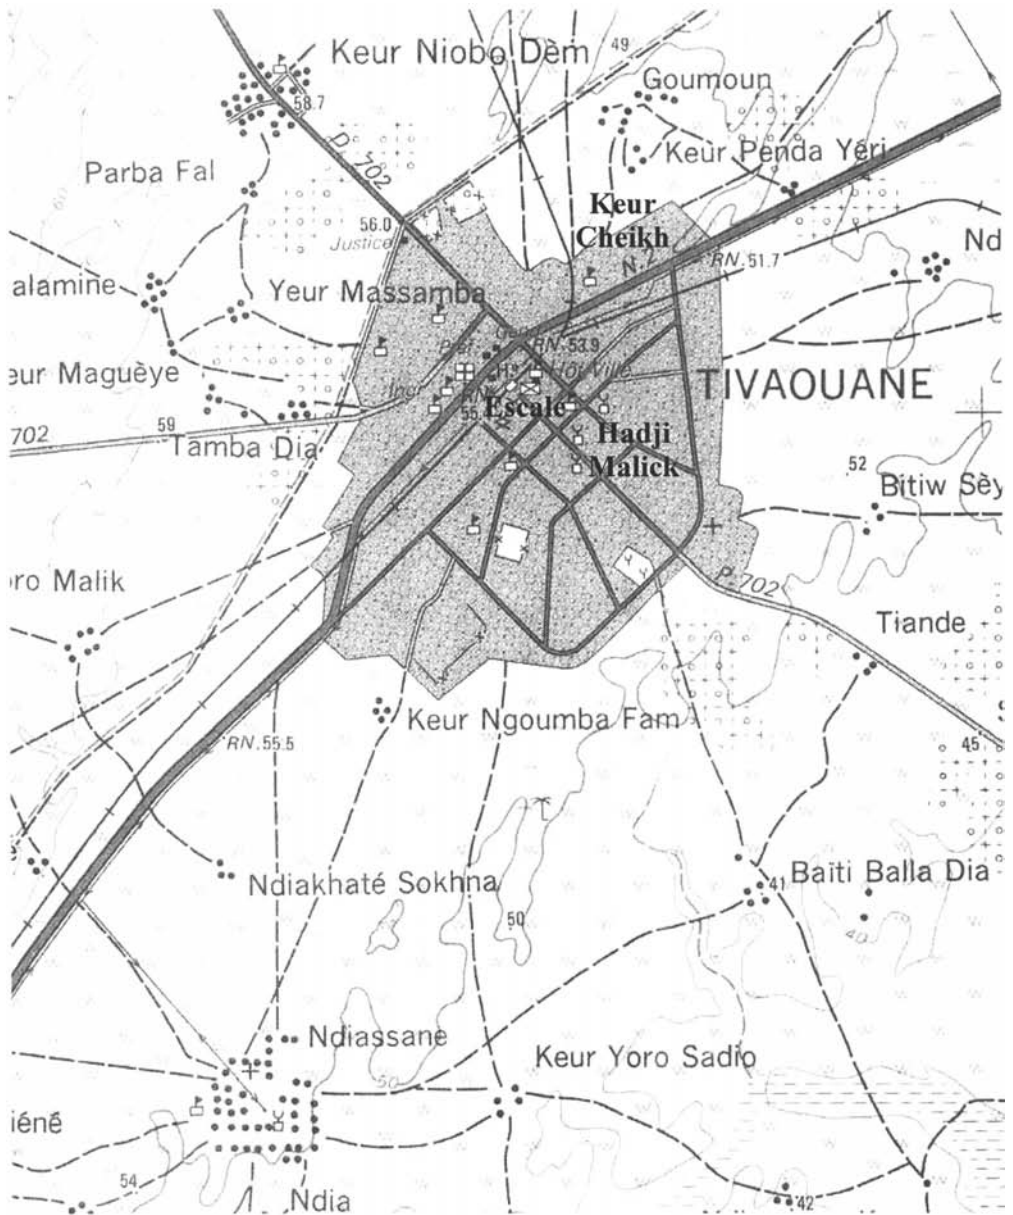 49
Keur Niobo Dèm
Goumoun
58.7
D. 702
Keur Penda Yéri
Parba Fal
Keur
Cheikh
56.0
Justice
N. 2
RN. 51.7
Nd
alamine
Yeur Massamba
RN. 53.9
Préf.
Hôt. Ville
eur Maguèye
TIVAOUANE
Escale
55.
702
59
Tamba Dia
Hadji
Malick
52
Bitiw Sèy
oro Malik
P. 702
Tiande
Keur Ngoumba Fam
RN. 55.5
45
Ndiakhaté Sokhna
Baïti Balla Dia
41
50
40
Ndiassane
Keur Yoro Sadio
50
iéné
54
Ndia
42